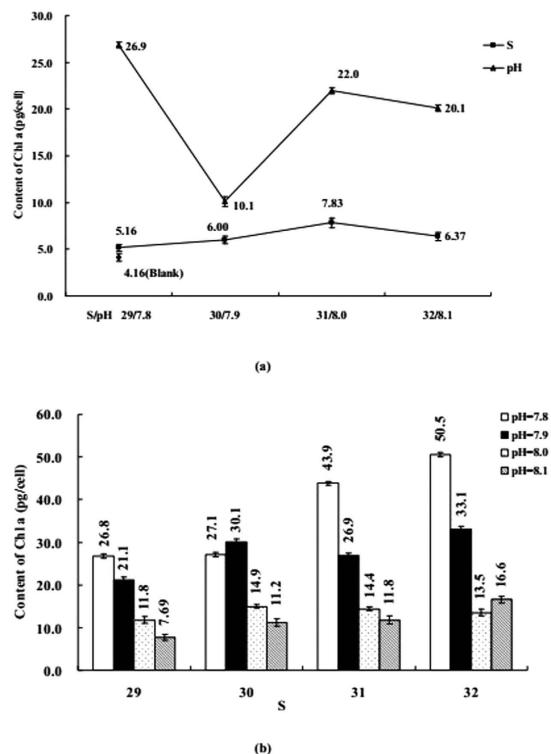 30.0
25.0
20.0
15.0
10.0
5.0
0.0
Content of Chl a (pg/cell)
26.9
10.1
22.0
20.1
5.16
6.00
7.83
6.37
4.16(Blank)
S
pH
S/pH 29/7.8 30/7.9 31/8.0 32/8.1
(a)
60.0
50.0
40.0
30.0
20.0
10.0
0.0
Content of Chl a (pg/cell)
26.8
21.1
11.8
7.69
27.1
30.1
14.9
11.2
43.9
26.9
14.4
11.8
50.5
33.1
13.5
16.6
pH=7.8
pH=7.9
pH=8.0
pH=8.1
29 30 31 32
S
(b)